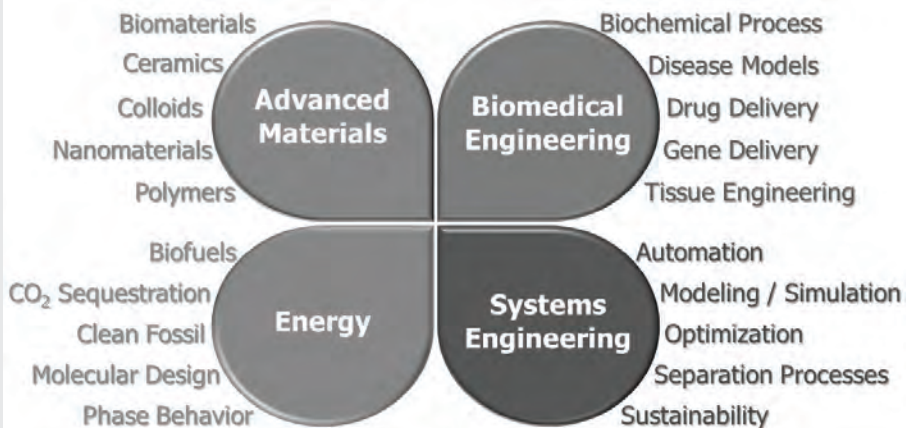 Biomaterials
Ceramics
Colloids
Nanomaterials
Polymers
Advanced
Materials
Biomedical
Engineering
Biochemical Process
Disease Models
Drug Delivery
Gene Delivery
Tissue Engineering
Biofuels
CO₂ Sequestration
Clean Fossil
Molecular Design
Phase Behavior
Energy
Systems
Engineering
Automation
Modeling / Simulation
Optimization
Separation Processes
Sustainability